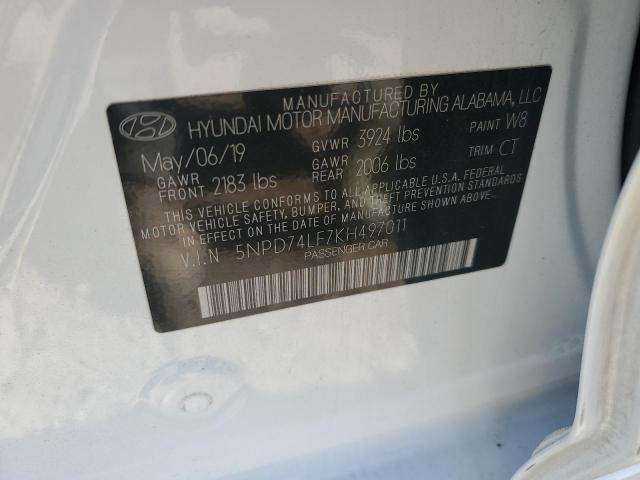 MANUFACTURED BY
HYUNDAI MOTOR MANUFACTURING ALABAMA, LLC
May/06/19 GVWR 3924 lbs PAINT W8
GAWR FRONT 2183 lbs GAWR REAR 2006 lbs TRIM CT
THIS VEHICLE CONFORMS TO ALL APPLICABLE U.S.A. FEDERAL
MOTOR VEHICLE SAFETY, BUMPER, AND THEFT PREVENTION STANDARDS
IN EFFECT ON THE DATE OF MANUFACTURE SHOWN ABOVE.
V.I.N 5NPD74LF7KH497011
PASSENGER CAR